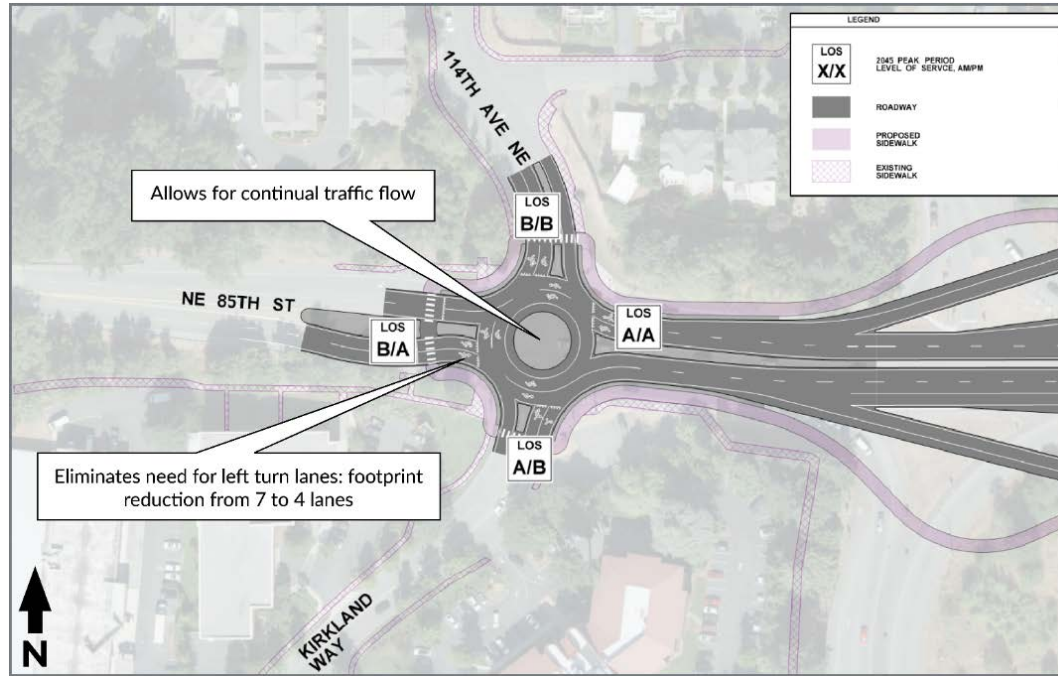 LEGEND
LOS
X/X
2045 PEAK PERIOD
LEVEL OF SERVCE, AM/PM
ROADWAY
PROPOSED
SIDEWALK
EXISTING
SIDEWALK
114TH AVE NE
Allows for continual traffic flow
LOS
B/B
NE 85TH ST
LOS
B/A
LOS
A/A
LOS
A/B
Eliminates need for left turn lanes: footprint
reduction from 7 to 4 lanes
KIRKLAND
WAY
N